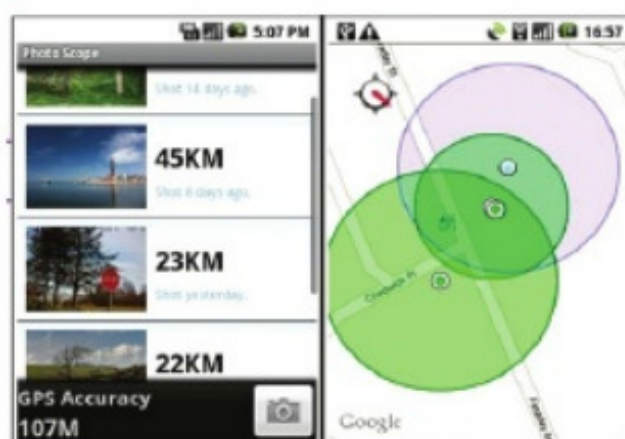 5:07 PM
Photo Scope
Shot 14 days ago.
45KM
Shot 6 days ago.
23KM
Shot yesterday.
22KM
GPS Accuracy
107M
16:57
Google